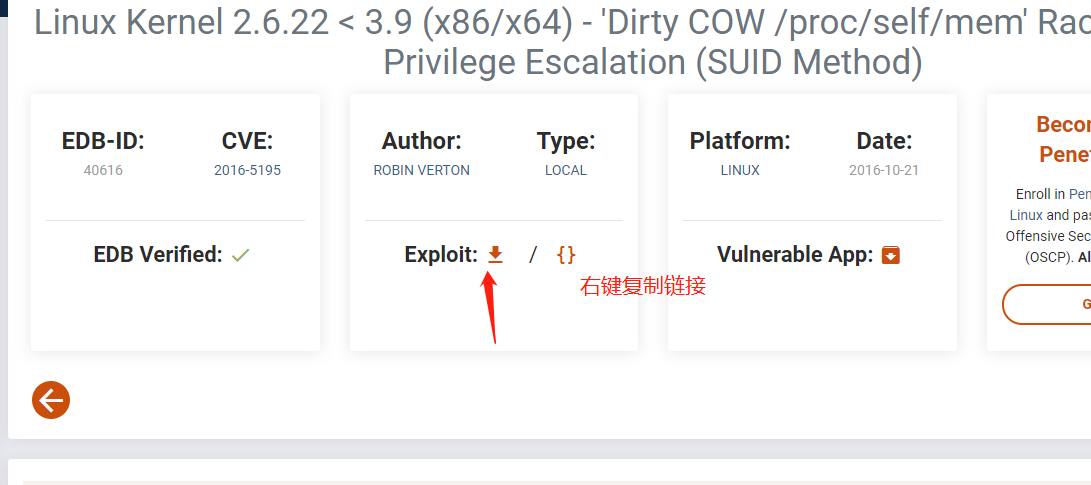 Linux Kernel 2.6.22 < 3.9 (x86/x64) - 'Dirty COW /proc/self/mem' Rac
Privilege Escalation (SUID Method)
EDB-ID:
40616
CVE:
2016-5195
EDB Verified:
Author:
ROBIN VERTON
Type:
LOCAL
Exploit: / {}
右键复制链接
Platform:
LINUX
Date:
2016-10-21
Vulnerable App:
Becor
Penet
Enroll in Pen
Linux and pas
Offensive Sec
(OSCP). Al
G